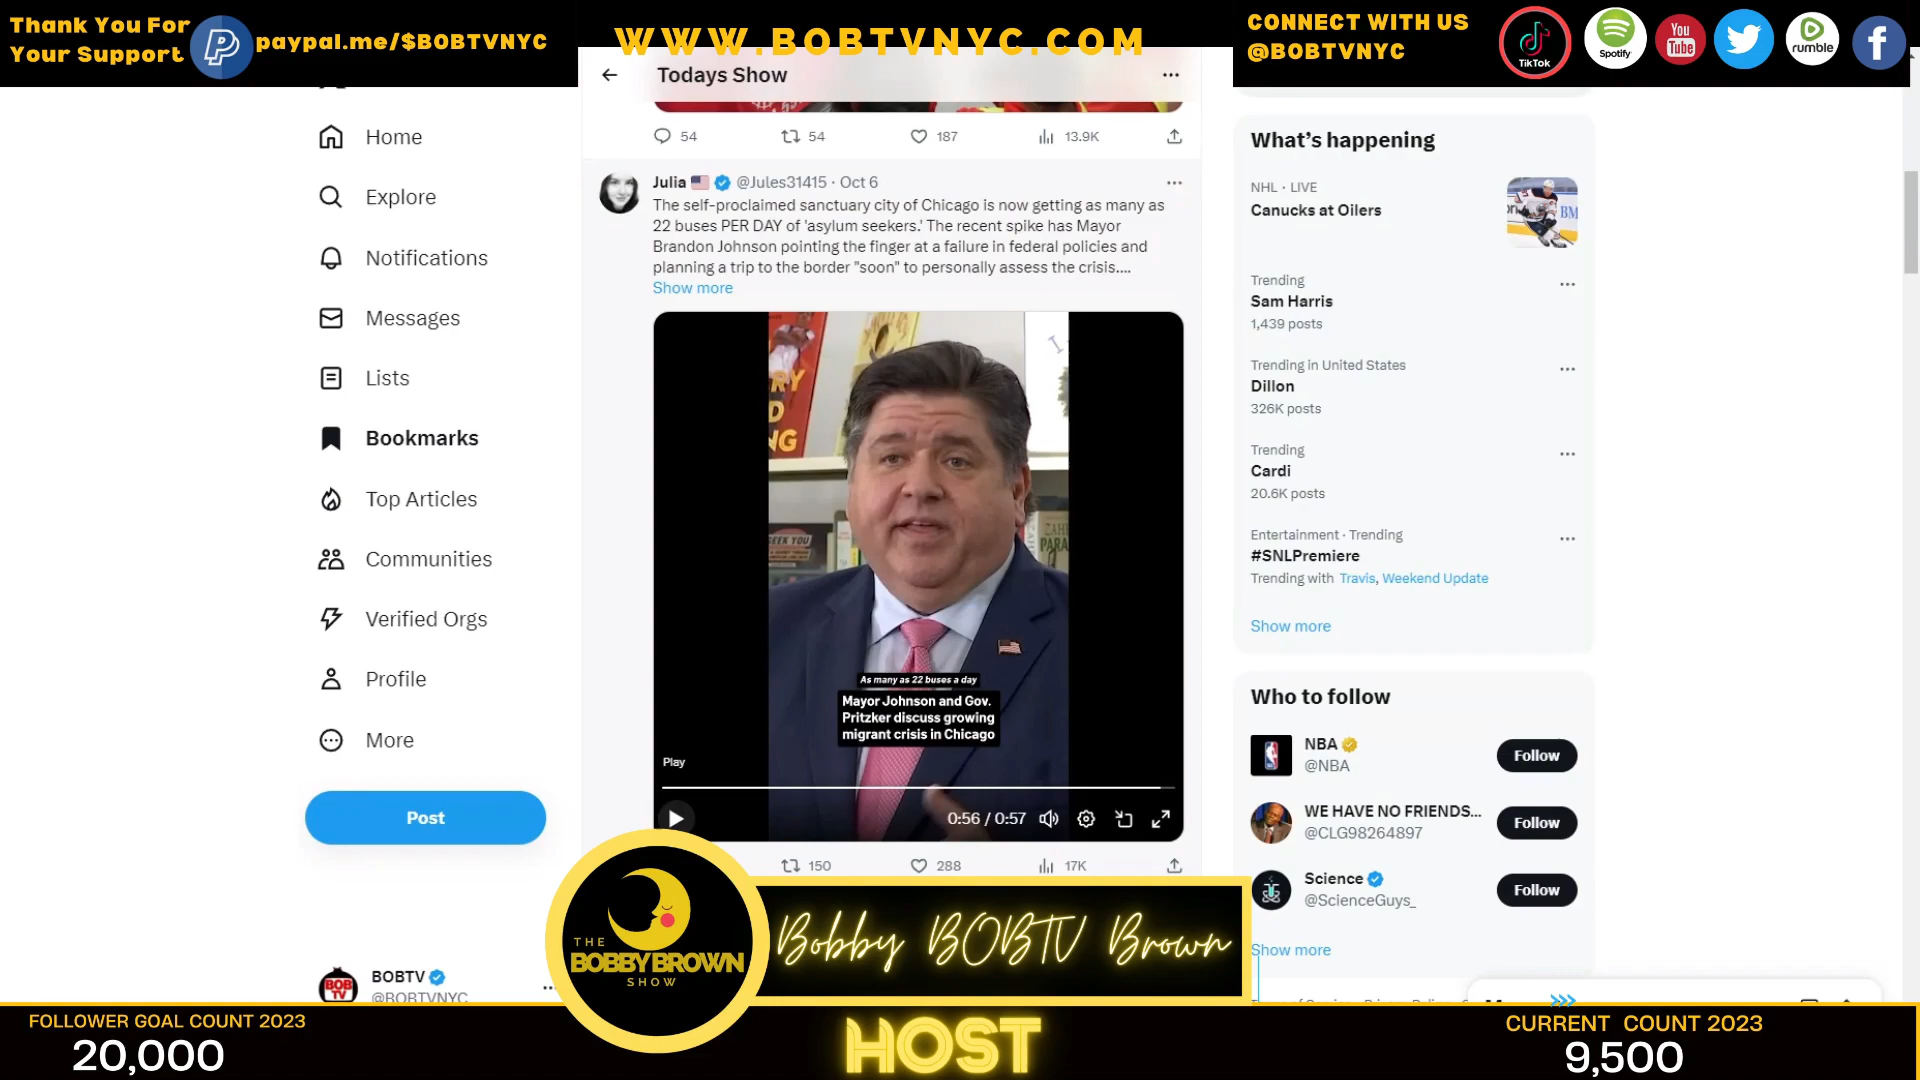 Thank You For
Your Support
paypal.me/$BOBTVNYC
WWW.BOBTVNYC.COM
CONNECT WITH US
@BOBTVNYC
TikTok
Spotify
You
Tube
rumble
Home
Explore
Notifications
Messages
Lists
Bookmarks
Top Articles
Communities
Verified Orgs
Profile
More
Post
BOBTV
@BOBTVNYC
Todays Show
54
54
187
13.9K
Julia @Jules31415 · Oct 6
The self-proclaimed sanctuary city of Chicago is now getting as many as
22 buses PER DAY of 'asylum seekers.' The recent spike has Mayor
Brandon Johnson pointing the finger at a failure in federal policies and
planning a trip to the border "soon" to personally assess the crisis....
Show more
SEEK YOU
As many as 22 buses a day
Mayor Johnson and Gov.
Pritzker discuss growing
migrant crisis in Chicago
Play
0:56 / 0:57
150
288
17K
What's happening
NHL · LIVE
Canucks at Oilers
Trending
Sam Harris
1,439 posts
Trending in United States
Dillon
326K posts
Trending
Cardi
20.6K posts
Entertainment · Trending
#SNLPremiere
Trending with Travis, Weekend Update
Show more
Who to follow
NBA
@NBA
Follow
WE HAVE NO FRIENDS...
@CLG98264897
Follow
Science
@ScienceGuys_
Follow
Show more
THE
BOBBY BROWN
SHOW
Bobby BOBTV Brown
HOST
FOLLOWER GOAL COUNT 2023
20,000
CURRENT COUNT 2023
9,500